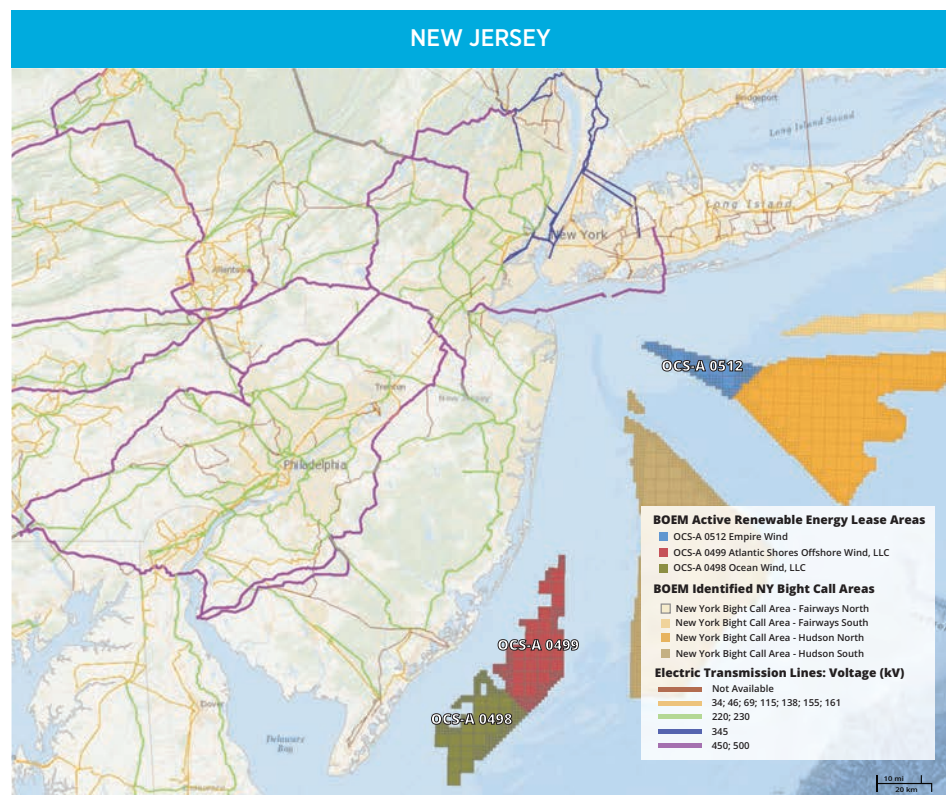 NEW JERSEY
Bridgeport
Long Island Sound
Long Island
New York
Allentown
OCS-A 0512
Trenton
New Jersey
Philadelphia
BOEM Active Renewable Energy Lease Areas
OCS-A 0512 Empire Wind
OCS-A 0499 Atlantic Shores Offshore Wind, LLC
OCS-A 0498 Ocean Wind, LLC
BOEM Identified NY Bight Call Areas
New York Bight Call Area - Fairways North
New York Bight Call Area - Fairways South
New York Bight Call Area - Hudson North
New York Bight Call Area - Hudson South
Electric Transmission Lines: Voltage (kV)
Not Available
34; 46; 69; 115; 138; 155; 161
220; 230
345
450; 500
OCS-A 0499
OCS-A 0498
Dover
Delaware
Bay
10 mi
20 km